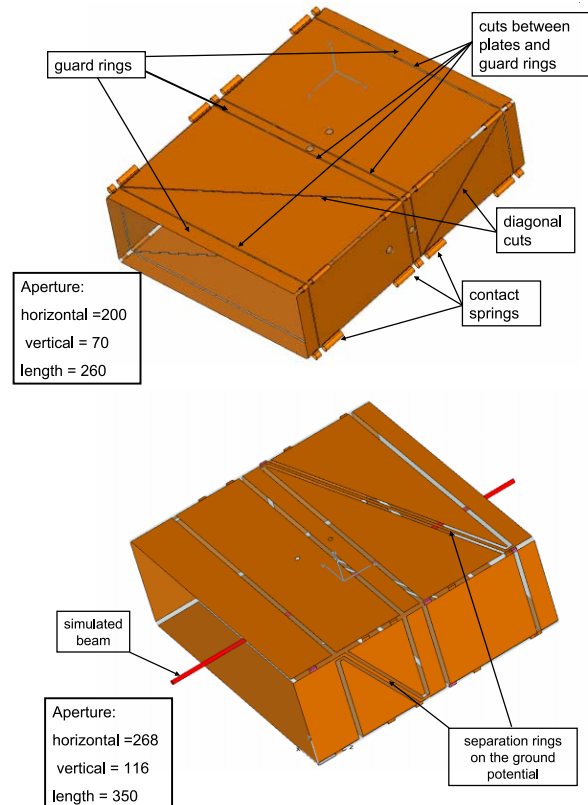 cuts between
plates and
guard rings
guard rings
diagonal
cuts
contact
springs
Aperture:
horizontal =200
vertical = 70
length = 260
simulated
beam
Aperture:
horizontal =268
vertical = 116
length = 350
separation rings
on the ground
potential